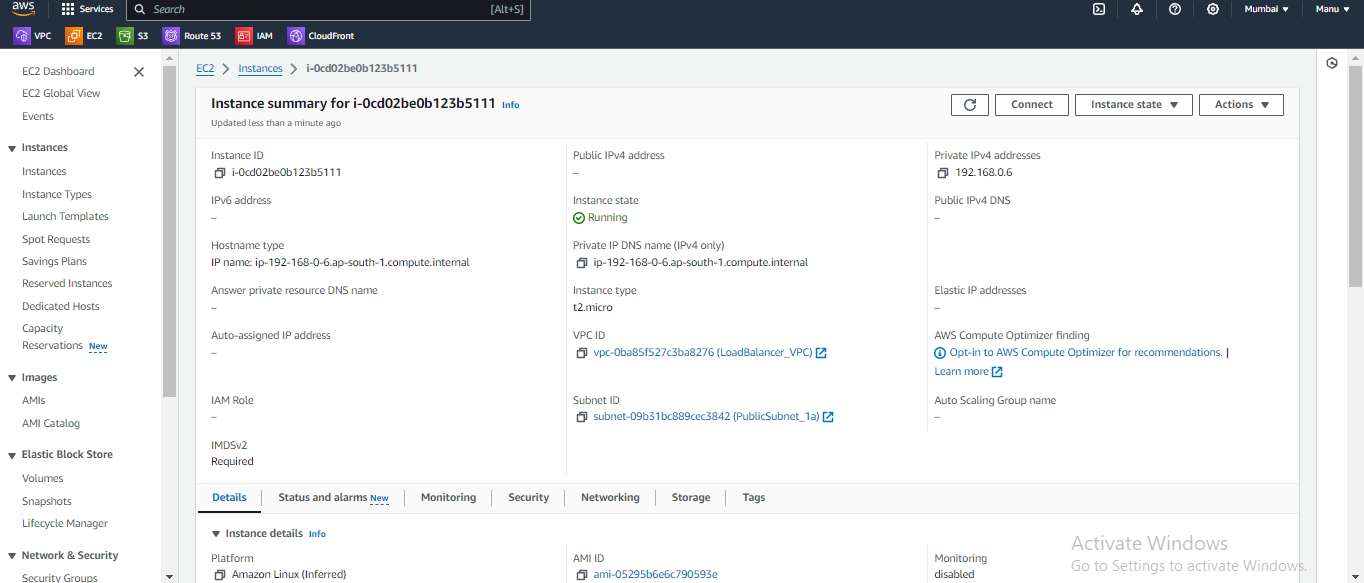 aws
Services
Search
[Alt+S]
Mumbai
Manu
VPC
EC2
S3
Route 53
IAM
CloudFront
EC2 Dashboard
EC2 Global View
Events
Instances
Instances
Instance Types
Launch Templates
Spot Requests
Savings Plans
Reserved Instances
Dedicated Hosts
Capacity
Reservations New
Images
AMIs
AMI Catalog
Elastic Block Store
Volumes
Snapshots
Lifecycle Manager
Network & Security
Security Groups
EC2 > Instances > i-0cd02be0b123b5111
Instance summary for i-0cd02be0b123b5111 Info
Updated less than a minute ago
Connect
Instance state
Actions
Instance ID
i-0cd02be0b123b5111
Public IPv4 address
–
Private IPv4 addresses
192.168.0.6
IPv6 address
–
Instance state
Running
Public IPv4 DNS
–
Hostname type
IP name: ip-192-168-0-6.ap-south-1.compute.internal
Private IP DNS name (IPv4 only)
ip-192-168-0-6.ap-south-1.compute.internal
Answer private resource DNS name
–
Instance type
t2.micro
Elastic IP addresses
–
Auto-assigned IP address
–
VPC ID
vpc-0ba85f527c3ba8276 (LoadBalancer_VPC)
AWS Compute Optimizer finding
Opt-in to AWS Compute Optimizer for recommendations. |
Learn more
IAM Role
–
Subnet ID
subnet-09b31bc889cec3842 (PublicSubnet_1a)
Auto Scaling Group name
–
IMDSv2
Required
Details
Status and alarms New
Monitoring
Security
Networking
Storage
Tags
Instance details Info
Platform
Amazon Linux (Inferred)
AMI ID
ami-05295b6e6c790593e
Monitoring
disabled
Activate Windows
Go to Settings to activate Windows.